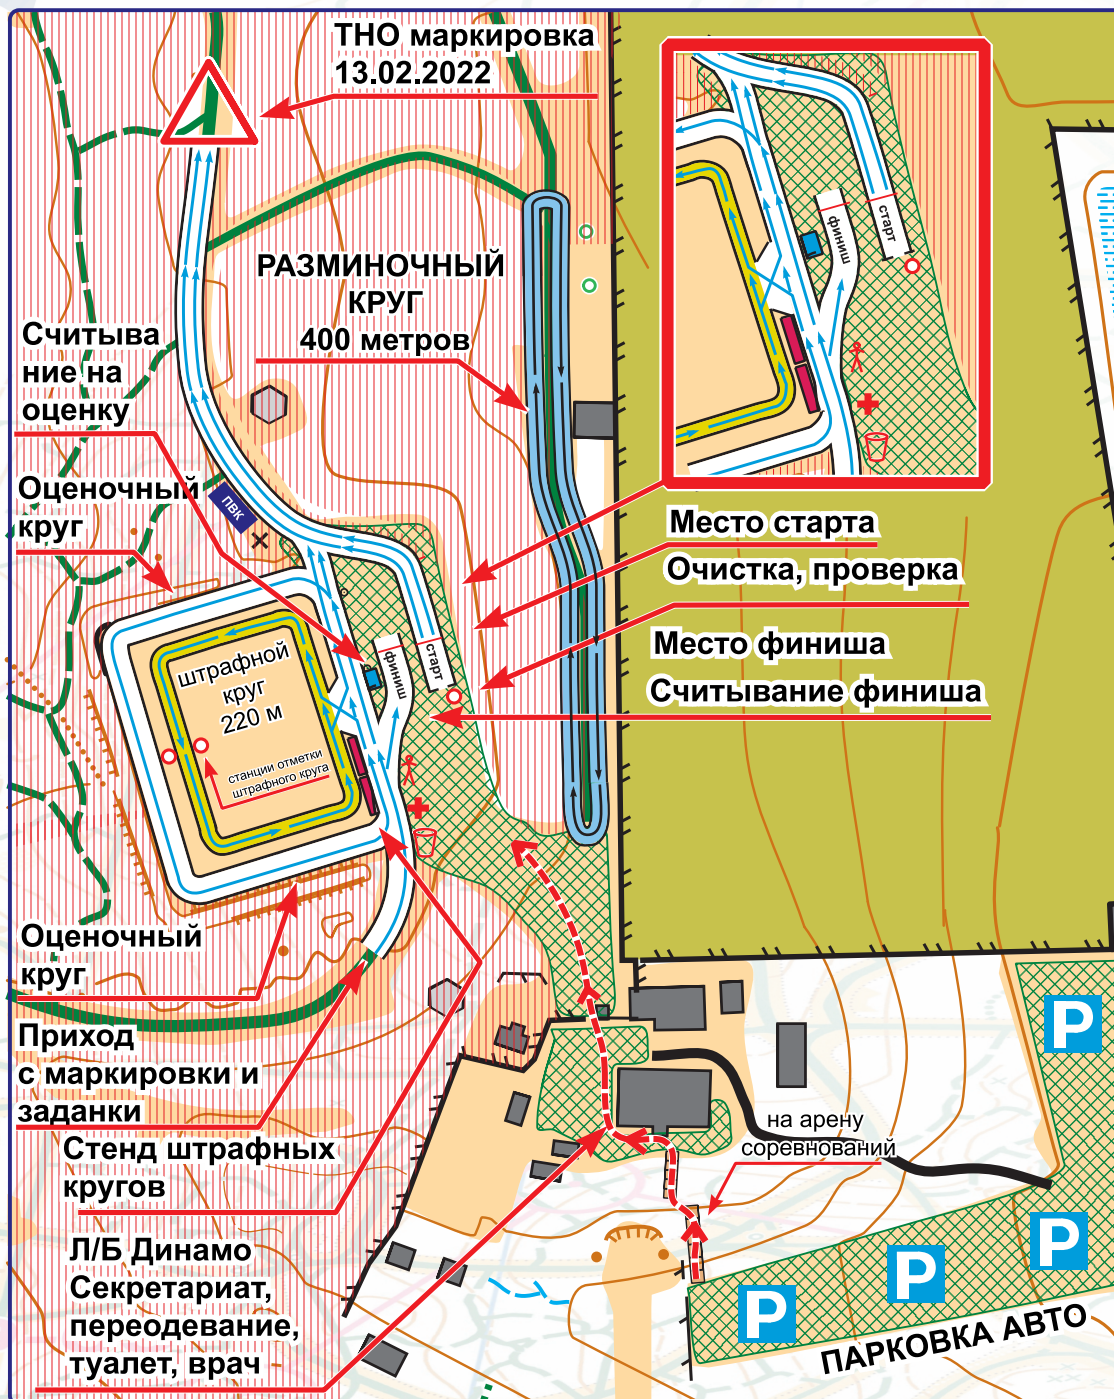 ТНО маркировка
13.02.2022
РАЗМИНОЧНЫЙ
КРУГ
400 метров
Считыва
ние на
оценку
Оценочный
круг
ПВК
финиш
старт
Место старта
Очистка, проверка
Место финиша
Считывание финиша
штрафной
круг
220 м
станции отметки
штрафного круга
финиш
старт
Оценочный
круг
Приход
с маркировки и
заданки
Стенд штрафных
кругов
Л/Б Динамо
Секретариат,
переодевание,
туалет, врач
на арену
соревнований
P
P
P
P
ПАРКОВКА АВТО